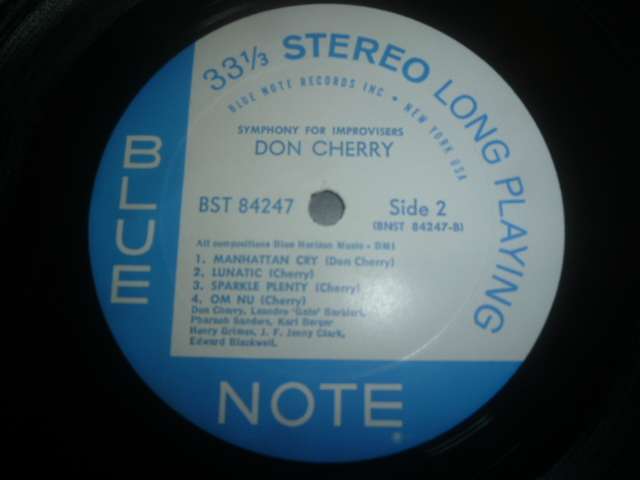 33⅓ STEREO LONG PLAYING
BLUE NOTE RECORDS INC • NEW YORK USA
SYMPHONY FOR IMPROVISERS
DON CHERRY
BST 84247
Side 2
(BNST 84247-B)
All compositions Blue Horizon Music - BMI
1. MANHATTAN CRY (Don Cherry)
2. LUNATIC (Cherry)
3. SPARKLE PLENTY (Cherry)
4. OM NU (Cherry)
Don Cherry, Leandro 'Gato' Barbieri,
Pharaoh Sanders, Karl Berger
Henry Grimes, J. F. Jenny Clark,
Edward Blackwell.
BLUE
NOTE®